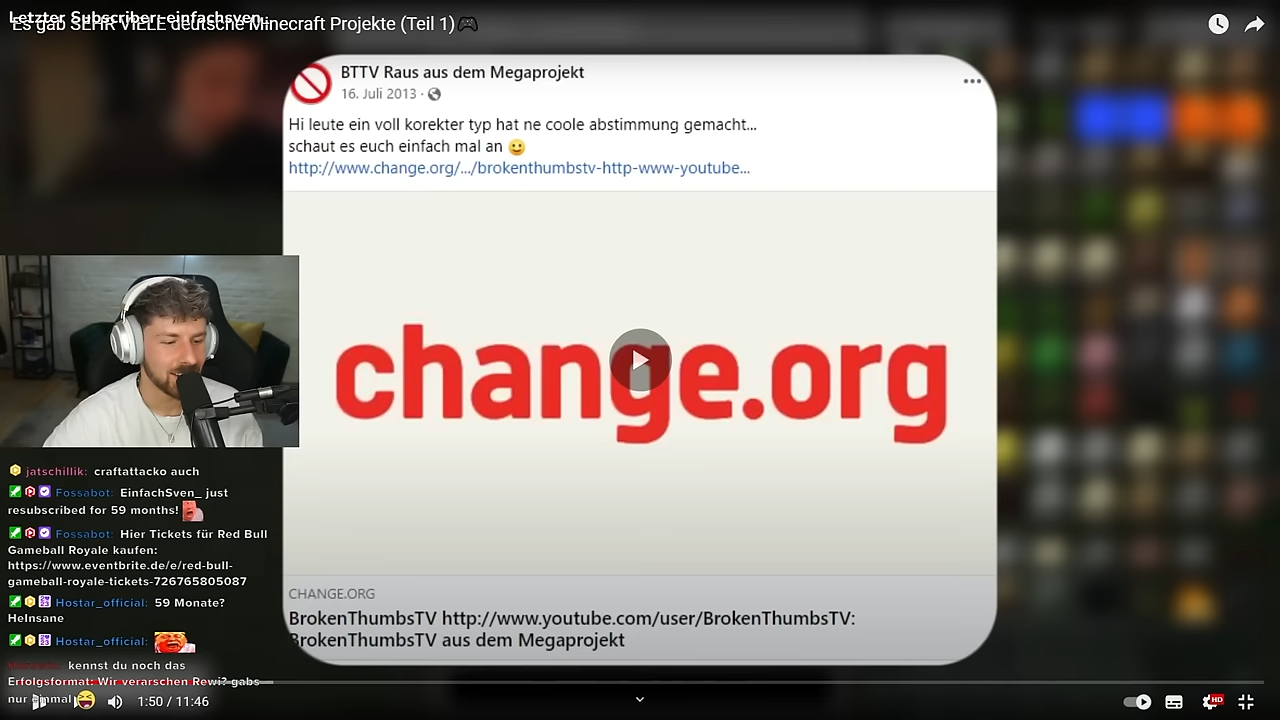 Letzter Subscriber: einfachsven_
Es gab SEHR VIELE deutsche Minecraft Projekte (Teil 1)🎮
BTTV Raus aus dem Megaprojekt
16. Juli 2013 ·
Hi leute ein voll korekter typ hat ne coole abstimmung gemacht...
schaut es euch einfach mal an 🙂
http://www.change.org/.../brokenthumbstv-http-www-youtube...
change.org
CHANGE.ORG
BrokenThumbsTV http://www.youtube.com/user/BrokenThumbsTV:
BrokenThumbsTV aus dem Megaprojekt
jatschillik: craftattacko auch
Fossabot: EinfachSven_ just
resubscribed for 59 months!
Fossabot: Hier Tickets für Red Bull
Gameball Royale kaufen:
https://www.eventbrite.de/e/red-bull-
gameball-royale-tickets-726765805087
Hostar_official: 59 Monate?
HeInsane
Hostar_official:
kennst du noch das
Erfolgsformat: Wir verarschen Rewi? gabs
nur einmal
1:50 / 11:46
HD